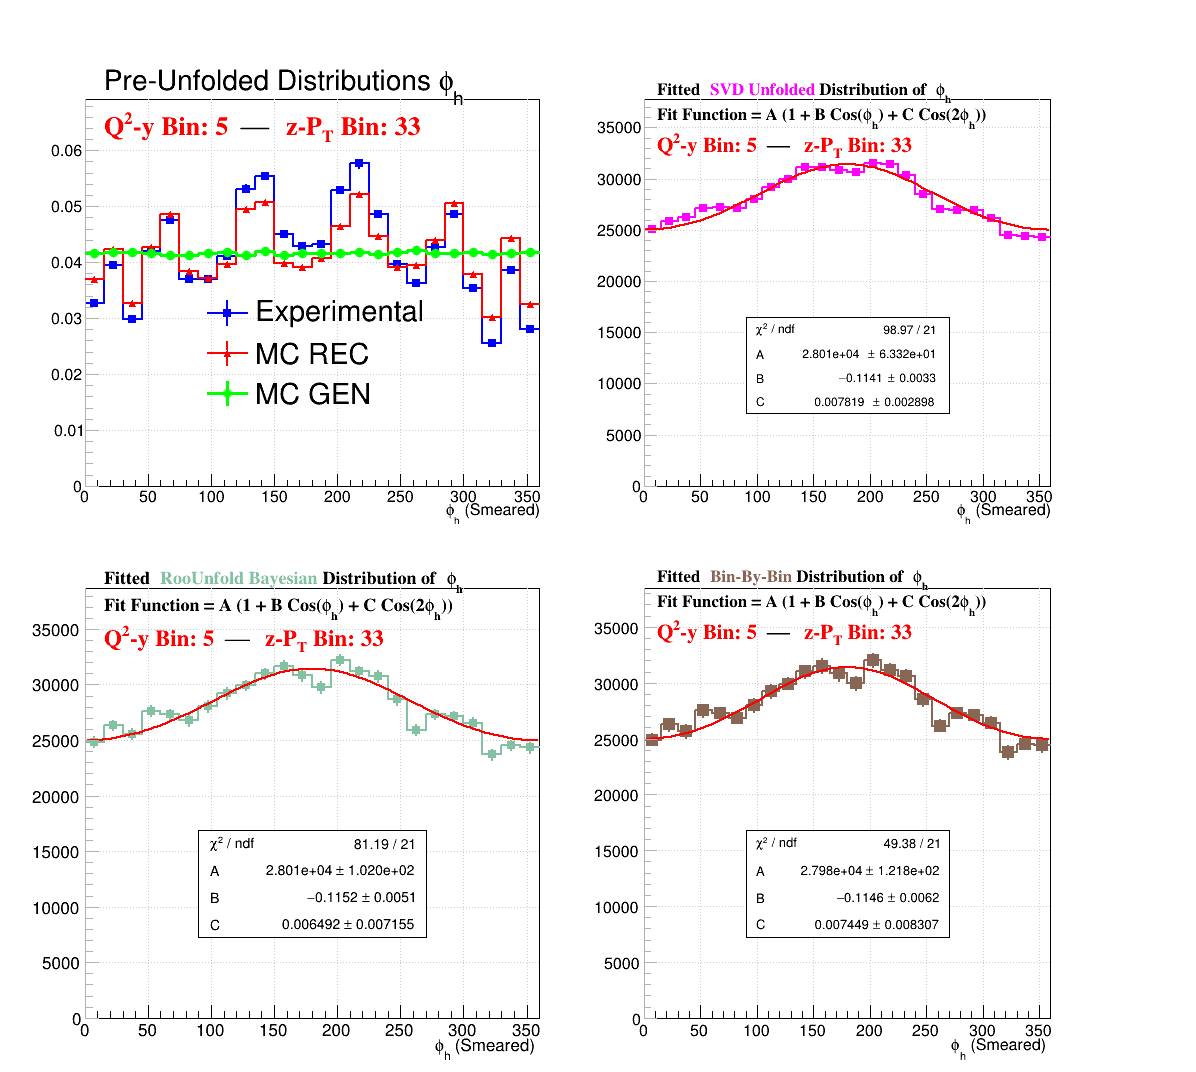 Pre-Unfolded Distributions ϕh
Q2-y Bin: 5 — z-PT Bin: 33
0.06
0.05
0.04
0.03
0.02
0.01
0
Experimental
MC REC
MC GEN
0 50 100 150 200 250 300 350
ϕh (Smeared)
Fitted SVD Unfolded Distribution of ϕh
Fit Function = A (1 + B Cos(ϕh) + C Cos(2ϕh))
Q2-y Bin: 5 — z-PT Bin: 33
35000
30000
25000
20000
15000
10000
5000
0
χ2 / ndf 98.97 / 21
A 2.801e+04 ± 6.332e+01
B −0.1141 ± 0.0033
C 0.007819 ± 0.002898
0 50 100 150 200 250 300 350
ϕh (Smeared)
Fitted RooUnfold Bayesian Distribution of ϕh
Fit Function = A (1 + B Cos(ϕh) + C Cos(2ϕh))
Q2-y Bin: 5 — z-PT Bin: 33
35000
30000
25000
20000
15000
10000
5000
0
χ2 / ndf 81.19 / 21
A 2.801e+04 ± 1.020e+02
B −0.1152 ± 0.0051
C 0.006492 ± 0.007155
0 50 100 150 200 250 300 350
ϕh (Smeared)
Fitted Bin-By-Bin Distribution of ϕh
Fit Function = A (1 + B Cos(ϕh) + C Cos(2ϕh))
Q2-y Bin: 5 — z-PT Bin: 33
35000
30000
25000
20000
15000
10000
5000
0
χ2 / ndf 49.38 / 21
A 2.798e+04 ± 1.218e+02
B −0.1146 ± 0.0062
C 0.007449 ± 0.008307
0 50 100 150 200 250 300 350
ϕh (Smeared)